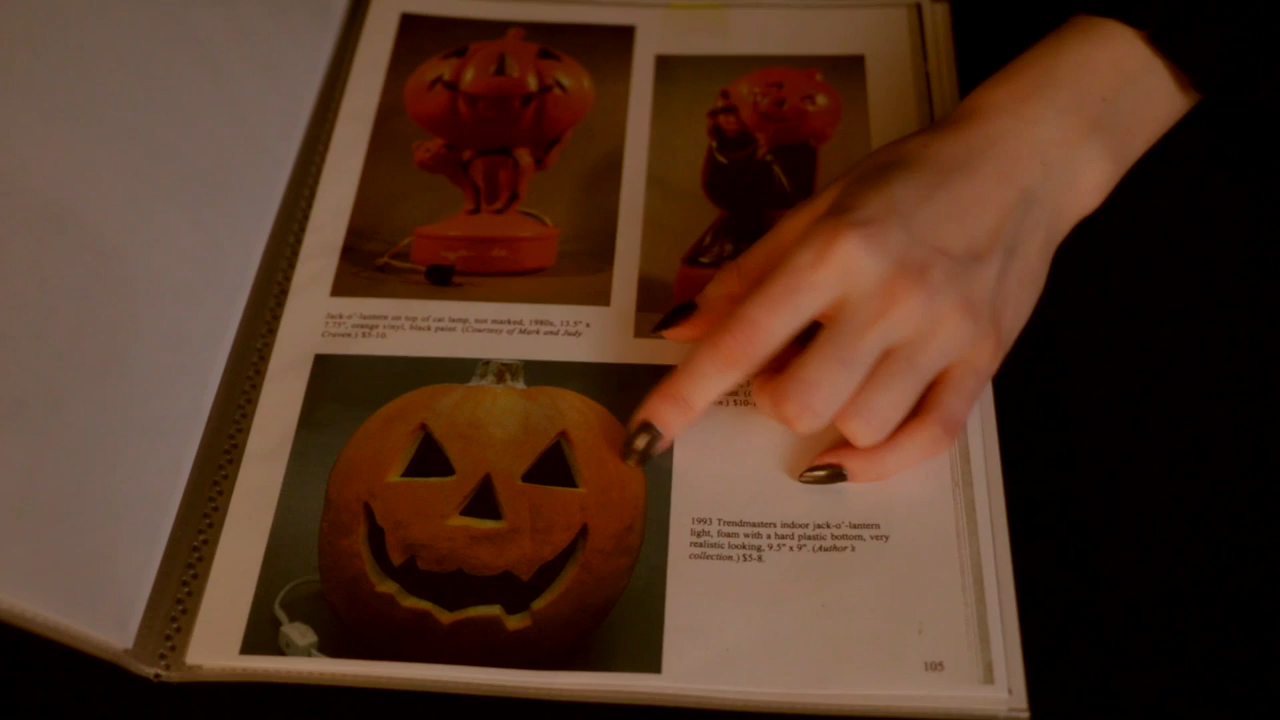 Jack-o'-lantern on top of cat lamp, not marked, 1980s, 13.5" x
7.75", orange vinyl, black paint. (Courtesy of Mark and Judy
Craven.) $5-10.
1993 Trendmasters indoor jack-o'-lantern
light, foam with a hard plastic bottom, very
realistic looking, 9.5" x 9". (Author's
collection.) $5-8.
105